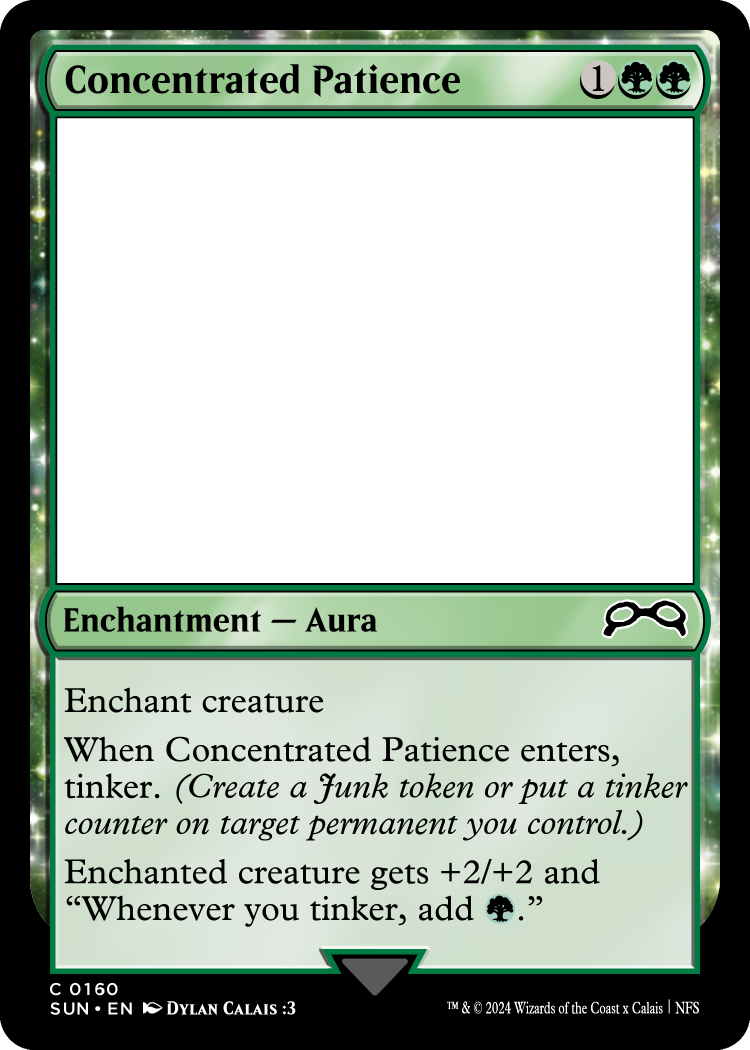 Concentrated Patience 1
Enchantment — Aura
Enchant creature
When Concentrated Patience enters,
tinker. (Create a Junk token or put a tinker
counter on target permanent you control.)
Enchanted creature gets +2/+2 and
“Whenever you tinker, add .”
C 0160
SUN • EN Dylan Calais :3
™ & © 2024 Wizards of the Coast x Calais | NFS